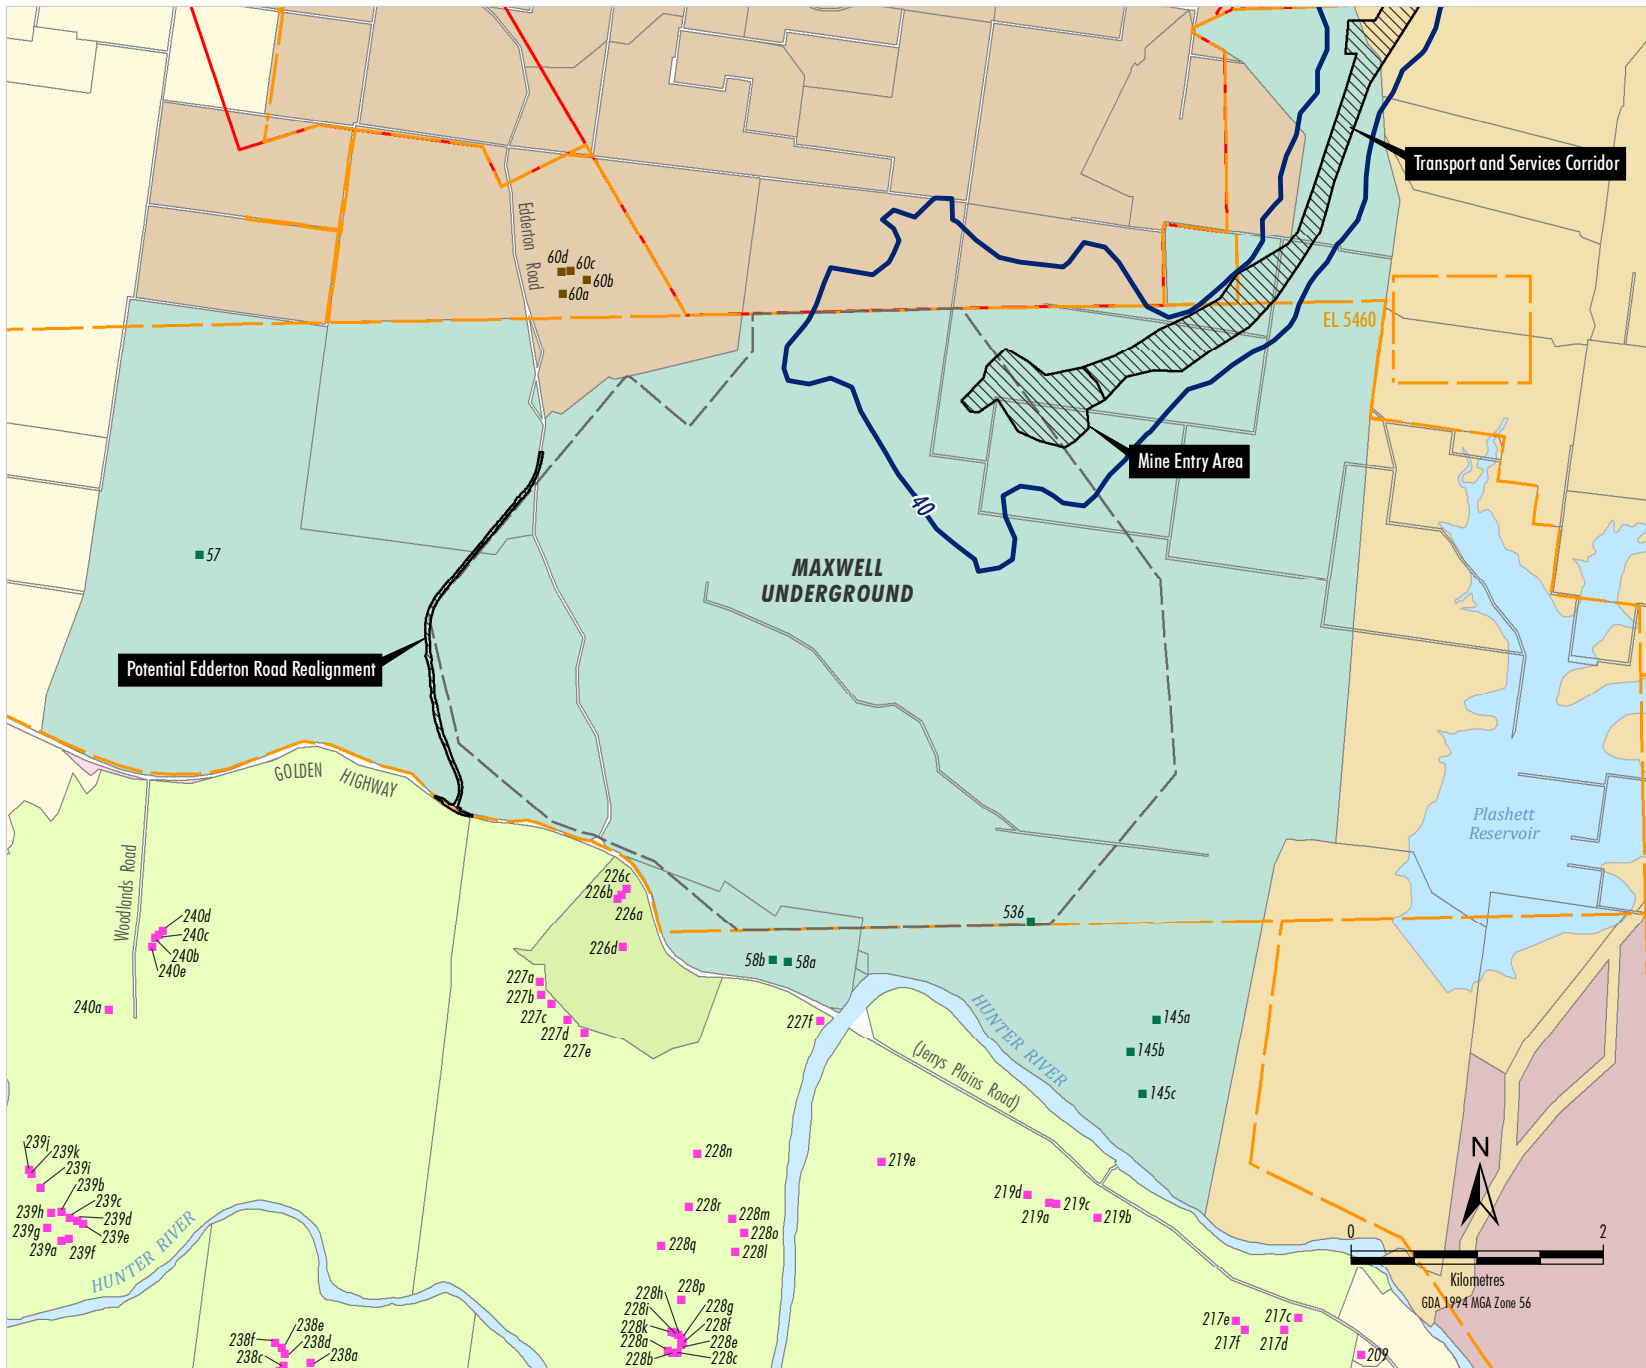 Transport and Services Corridor
Edderton Road
60d
60c
60b
60a
EL 5460
Mine Entry Area
40
57
MAXWELL
UNDERGROUND
Potential Edderton Road Realignment
GOLDEN HIGHWAY
Plashett
Reservoir
Woodlands Road
226c
226b
226a
226d
536
240d
240c
240b
240e
240a
58b
58a
227a
227b
227c
227d
227e
227f
HUNTER RIVER
(Jerrys Plains Road)
145a
145b
145c
239j
239k
239i
239b
239c
239h
239d
239g
239e
239a
239f
228n
219e
219d
219c
219a
219b
228r
228m
228o
228q
228l
HUNTER RIVER
N
0
2
Kilometres
GDA 1994 MGA Zone 56
228p
228h
228g
228i
228f
228k
228e
228a
228c
228b
238e
238f
238d
238c
238a
217e
217c
217f
217d
209